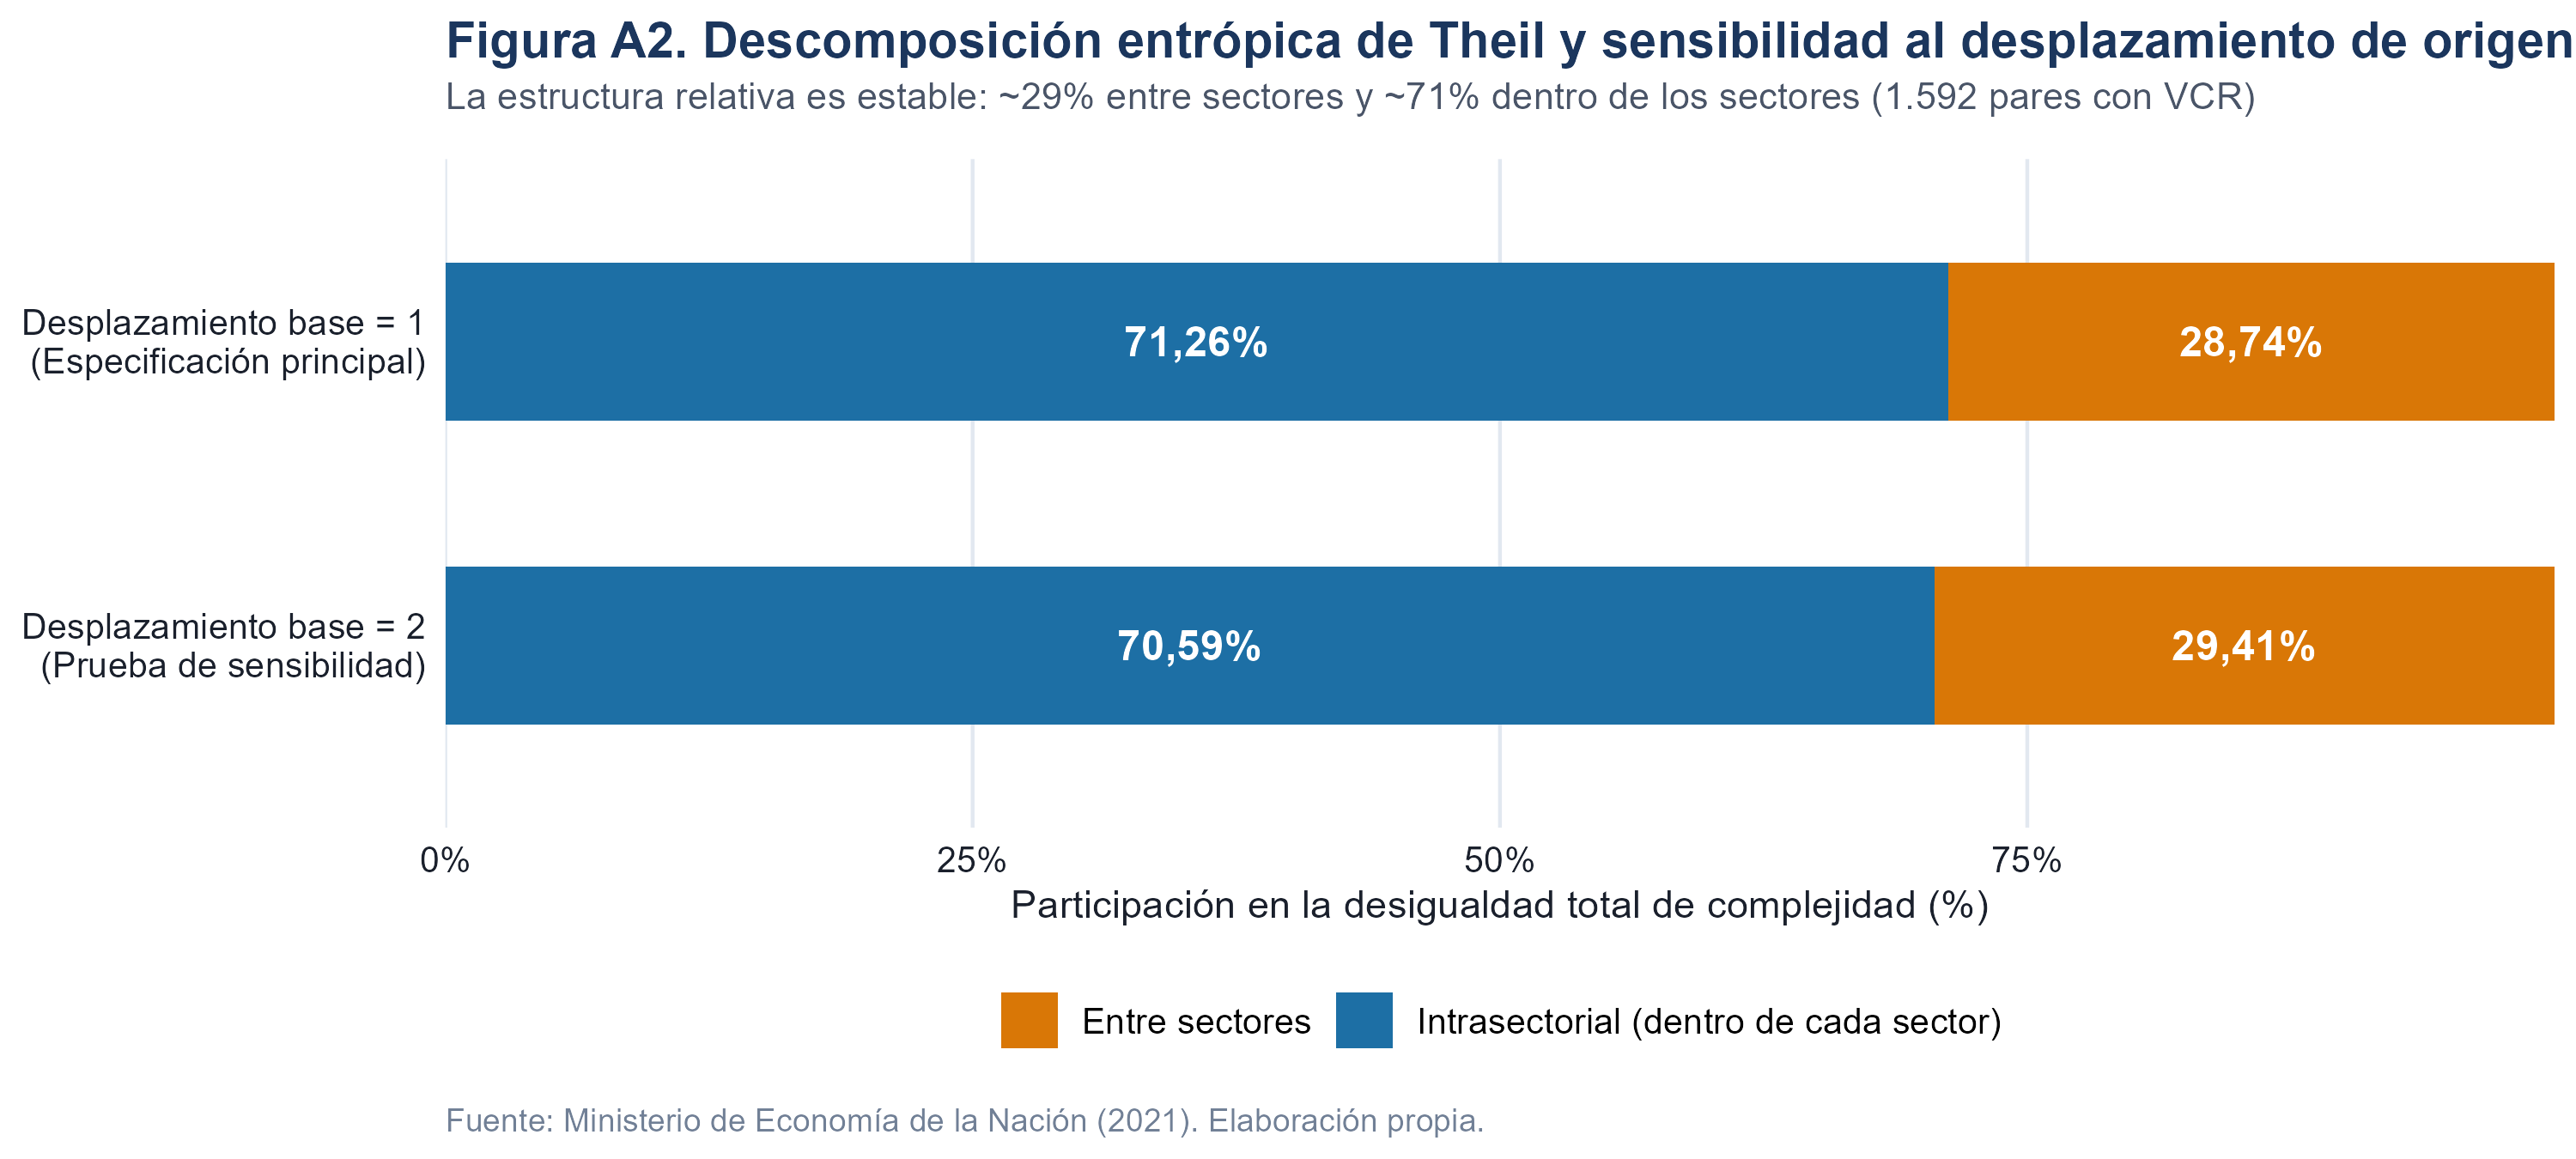 Figura A2. Descomposición entrópica de Theil y sensibilidad al desplazamiento de origen
La estructura relativa es estable: ~29% entre sectores y ~71% dentro de los sectores (1.592 pares con VCR)
Desplazamiento base = 1
(Especificación principal)
71,26%
28,74%
Desplazamiento base = 2
(Prueba de sensibilidad)
70,59%
29,41%
0%
25%
50%
75%
Participación en la desigualdad total de complejidad (%)
Entre sectores
Intrasectorial (dentro de cada sector)
Fuente: Ministerio de Economía de la Nación (2021). Elaboración propia.